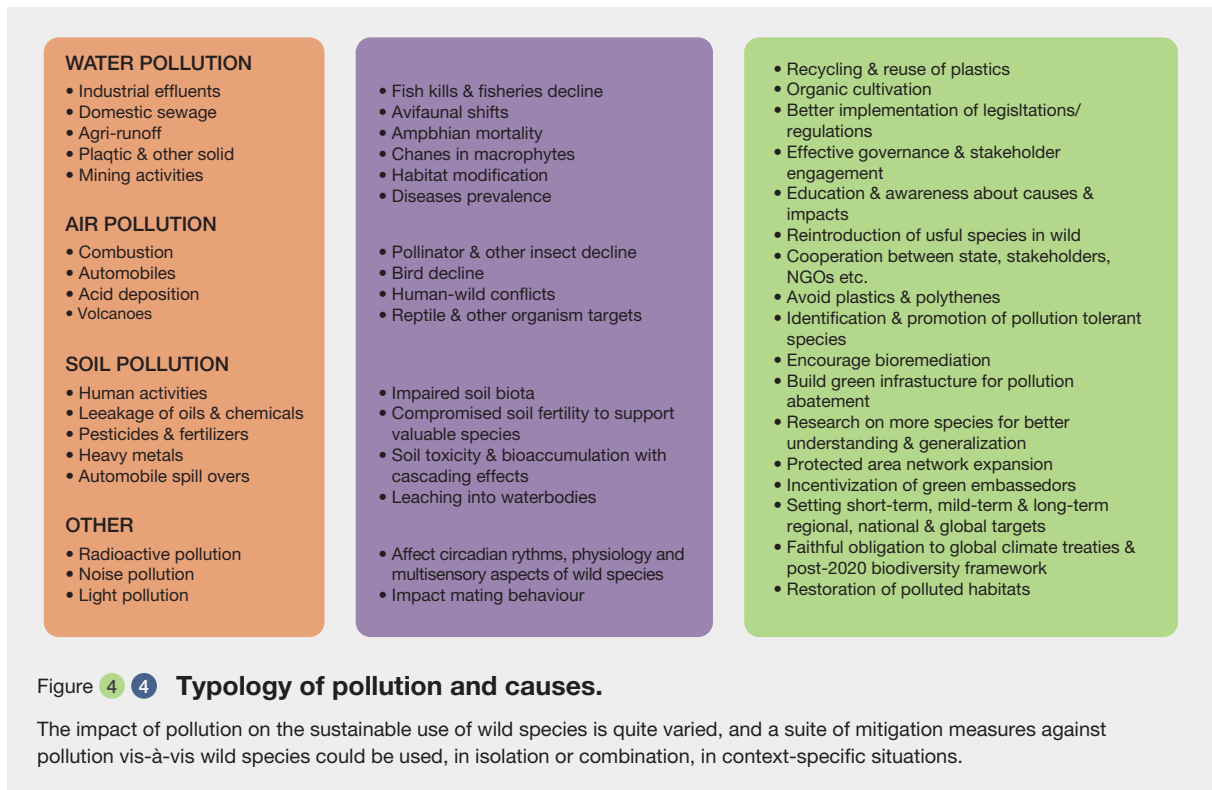 WATER POLLUTION
• Industrial effluents
• Domestic sewage
• Agri-runoff
• Plaqtic & other solid
• Mining activities
AIR POLLUTION
• Combustion
• Automobiles
• Acid deposition
• Volcanoes
SOIL POLLUTION
• Human activities
• Leeakage of oils & chemicals
• Pesticides & fertilizers
• Heavy metals
• Automobile spill overs
OTHER
• Radioactive pollution
• Noise pollution
• Light pollution
• Fish kills & fisheries decline
• Avifaunal shifts
• Ampbhian mortality
• Chanes in macrophytes
• Habitat modification
• Diseases prevalence
• Pollinator & other insect decline
• Bird decline
• Human-wild conflicts
• Reptile & other organism targets
• Impaired soil biota
• Compromised soil fertility to support
valuable species
• Soil toxicity & bioaccumulation with
cascading effects
• Leaching into waterbodies
• Affect circadian rythms, physiology and
multisensory aspects of wild species
• Impact mating behaviour
• Recycling & reuse of plastics
• Organic cultivation
• Better implementation of legisltations/
regulations
• Effective governance & stakeholder
engagement
• Education & awareness about causes &
impacts
• Reintroduction of usful species in wild
• Cooperation between state, stakeholders,
NGOs etc.
• Avoid plastics & polythenes
• Identification & promotion of pollution tolerant
species
• Encourage bioremediation
• Build green infrastucture for pollution
abatement
• Research on more species for better
understanding & generalization
• Protected area network expansion
• Incentivization of green embassedors
• Setting short-term, mild-term & long-term
regional, national & global targets
• Faithful obligation to global climate treaties &
post-2020 biodiversity framework
• Restoration of polluted habitats
Figure 4 4 Typology of pollution and causes.
The impact of pollution on the sustainable use of wild species is quite varied, and a suite of mitigation measures against
pollution vis-à-vis wild species could be used, in isolation or combination, in context-specific situations.